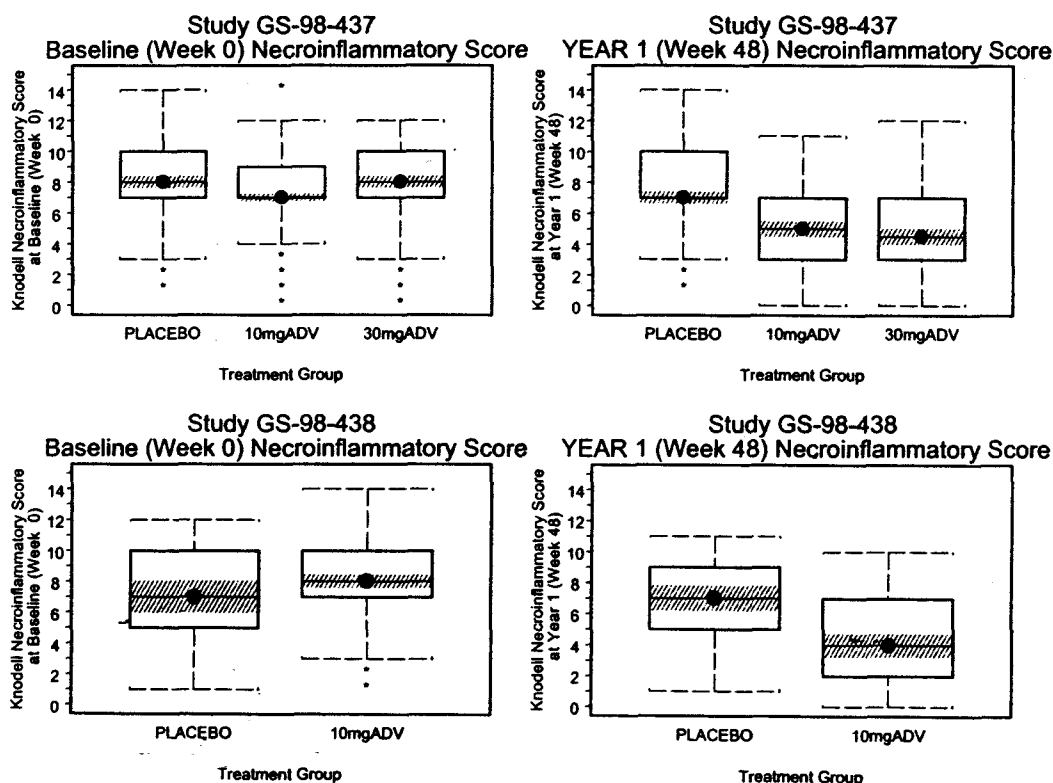 Study GS-98-437
Baseline (Week 0) Necroinflammatory Score
Knodell Necroinflammatory Score
at Baseline (Week 0)
14
12
10
8
6
4
2
0
PLACEBO 10mgADV 30mgADV
Treatment Group
Study GS-98-437
YEAR 1 (Week 48) Necroinflammatory Score
Knodell Necroinflammatory Score
at Year 1 (Week 48)
14
12
10
8
6
4
2
0
PLACEBO 10mgADV 30mgADV
Treatment Group
Study GS-98-438
Baseline (Week 0) Necroinflammatory Score
Knodell Necroinflammatory Score
at Baseline (Week 0)
14
12
10
8
6
4
2
0
PLACEBO 10mgADV
Treatment Group
Study GS-98-438
YEAR 1 (Week 48) Necroinflammatory Score
Knodell Necroinflammatory Score
at Year 1 (Week 48)
14
12
10
8
6
4
2
0
PLACEBO 10mgADV
Treatment Group